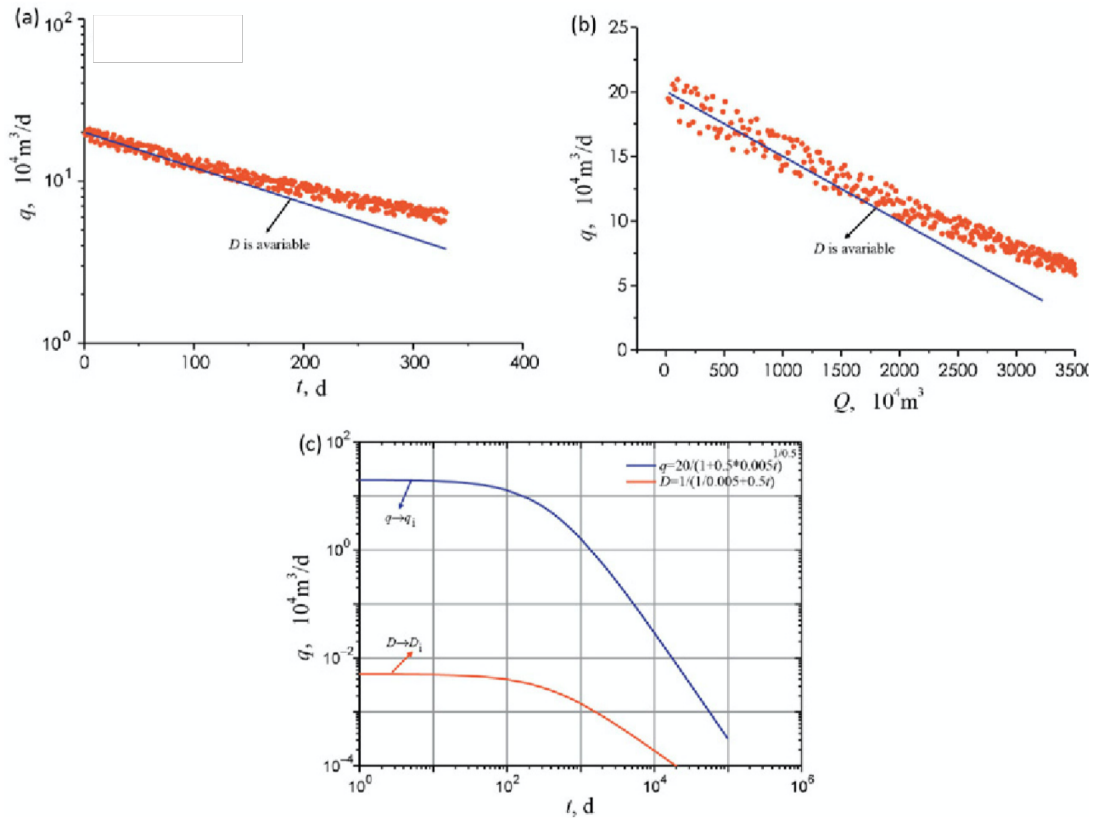 (a)
10²
10¹
10⁰
q, 10⁴m³/d
D is avariable
0 100 200 300 400
t, d
(b)
25
20
15
10
5
0
q, 10⁴m³/d
D is avariable
0 500 1000 1500 2000 2500 3000 3500
Q, 10⁴m³
(c)
10²
10⁰
10⁻²
10⁻⁴
q, 10⁴m³/d
q=20/(1+0.5*0.005t)^1/0.5
D=1/(1/0.005+0.5t)
q→qᵢ
D→Dᵢ
10⁰ 10² 10⁴ 10⁶
t, d